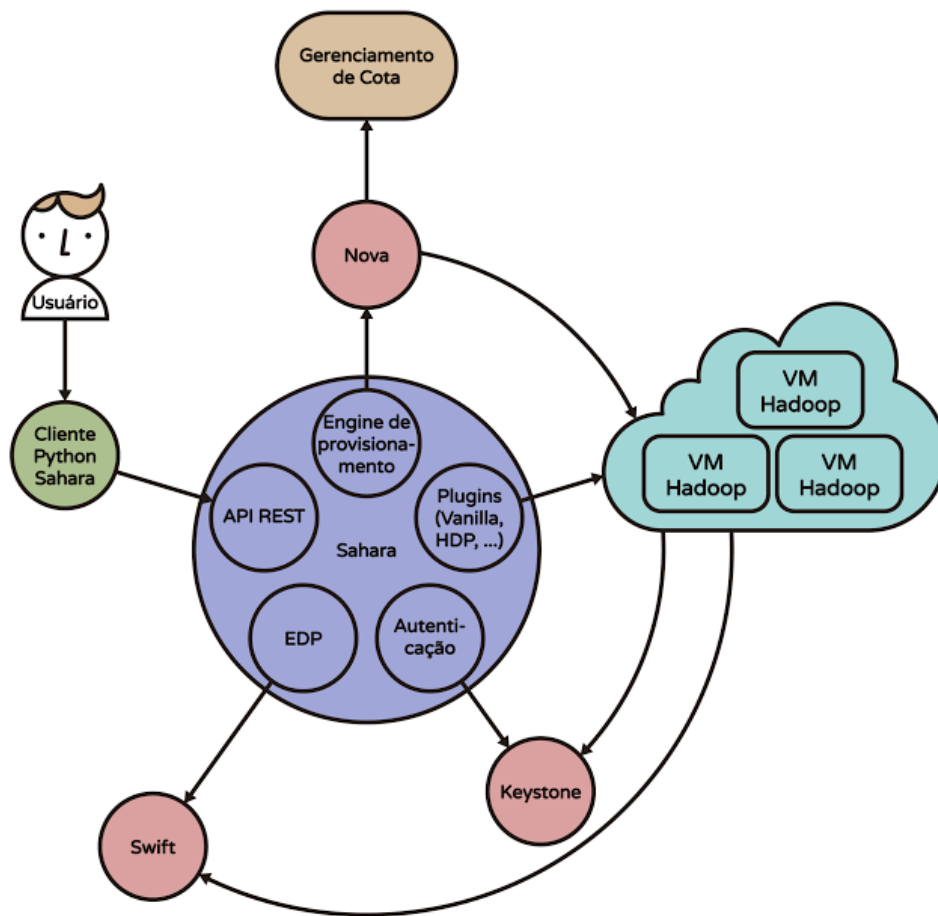 Gerenciamento
de Cota
Nova
Usuário
Cliente
Python
Sahara
Engine de
provisiona-
mento
API REST
Plugins
(Vanilla,
HDP, ...)
Sahara
EDP
Autenti-
cação
VM
Hadoop
VM
Hadoop
VM
Hadoop
Keystone
Swift